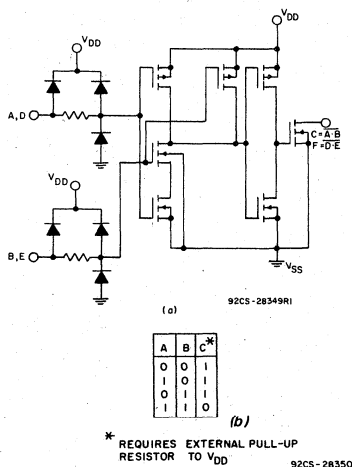 VDD
VDD
A,D
C=A·B
F=D·E
VDD
B,E
VSS
(a)
92CS-28349R1
A B C*
0 0 1
1 0 1
0 1 1
1 1 0
(b)
* REQUIRES EXTERNAL PULL-UP
RESISTOR TO VDD
92CS-28350